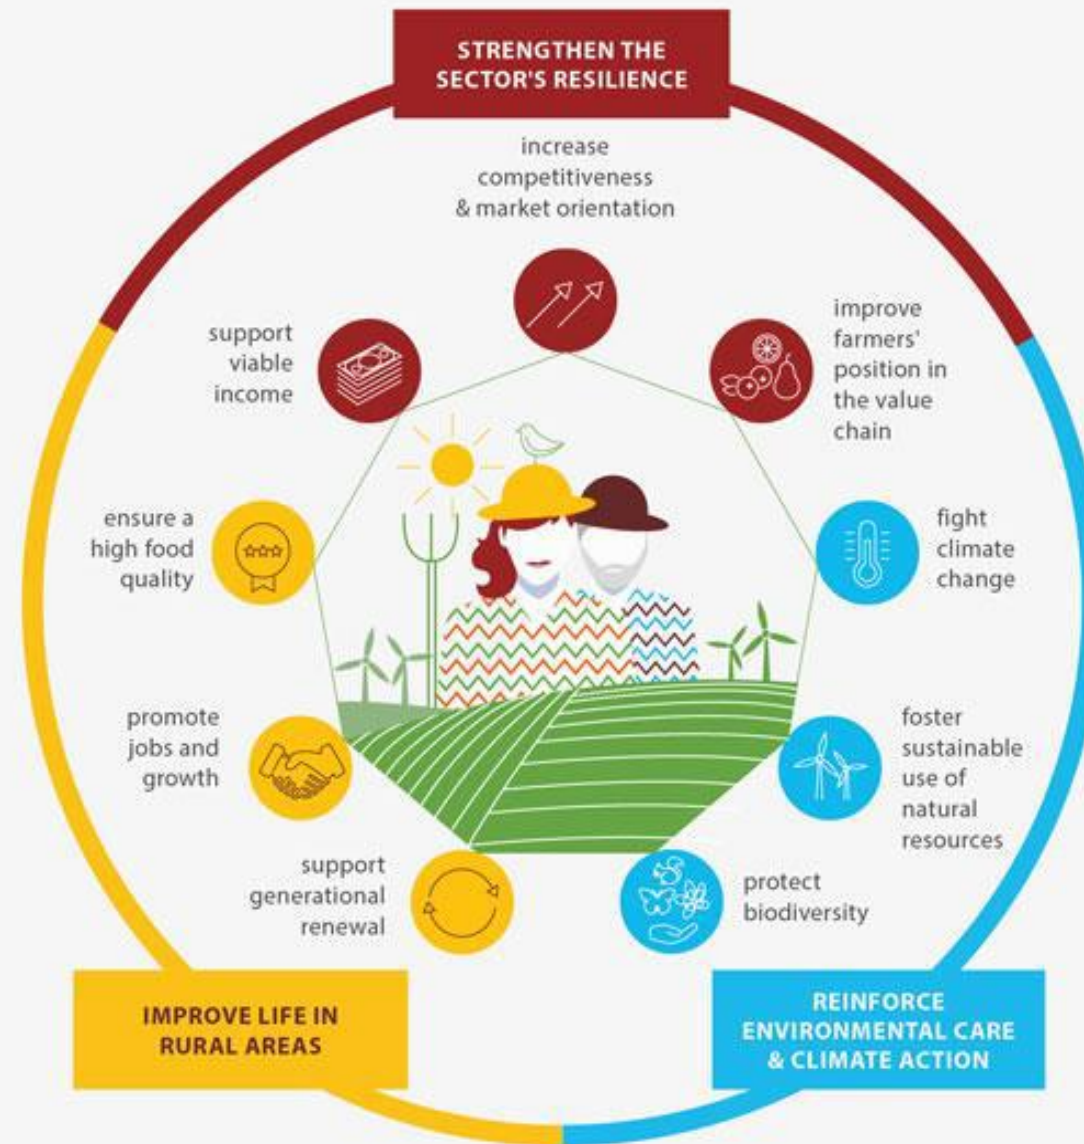 STRENGTHEN THE
SECTOR'S RESILIENCE
increase
competitiveness
& market orientation
support
viable
income
improve
farmers'
position in
the value
chain
ensure a
high food
quality
fight
climate
change
promote
jobs and
growth
foster
sustainable
use of
natural
resources
support
generational
renewal
protect
biodiversity
IMPROVE LIFE IN
RURAL AREAS
REINFORCE
ENVIRONMENTAL CARE
& CLIMATE ACTION